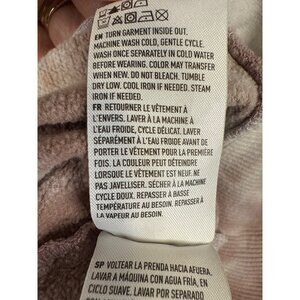 EN TURN GARMENT INSIDE OUT.
MACHINE WASH COLD, GENTLE CYCLE.
WASH ONCE SEPARATELY IN COLD WATER
BEFORE WEARING. COLOR MAY TRANSFER
WHEN NEW. DO NOT BLEACH. TUMBLE
DRY LOW. COOL IRON IF NEEDED. STEAM
IRON IF NEEDED.
FR RETOURNER LE VÊTEMENT À
L'ENVERS. LAVER À LA MACHINE À
L'EAU FROIDE, CYCLE DÉLICAT. LAVER
SÉPARÉMENT À L'EAU FROIDE AVANT DE
PORTER LE VÊTEMENT POUR LA PREMIÈRE
FOIS. LA COULEUR PEUT DÉTEINDRE
LORSQUE LE VÊTEMENT EST NEUF. NE
PAS JAVELLISER. SÉCHER À LA MACHINE
CYCLE DOUX. REPASSER À BASSE
TEMPÉRATURE AU BESOIN. REPASSER À
LA VAPEUR AU BESOIN.
SP VOLTEAR LA PRENDA HACIA AFUERA.
LAVAR A MÁQUINA CON AGUA FRÍA, EN
CICLO SUAVE. LAVAR POR SEPARADO